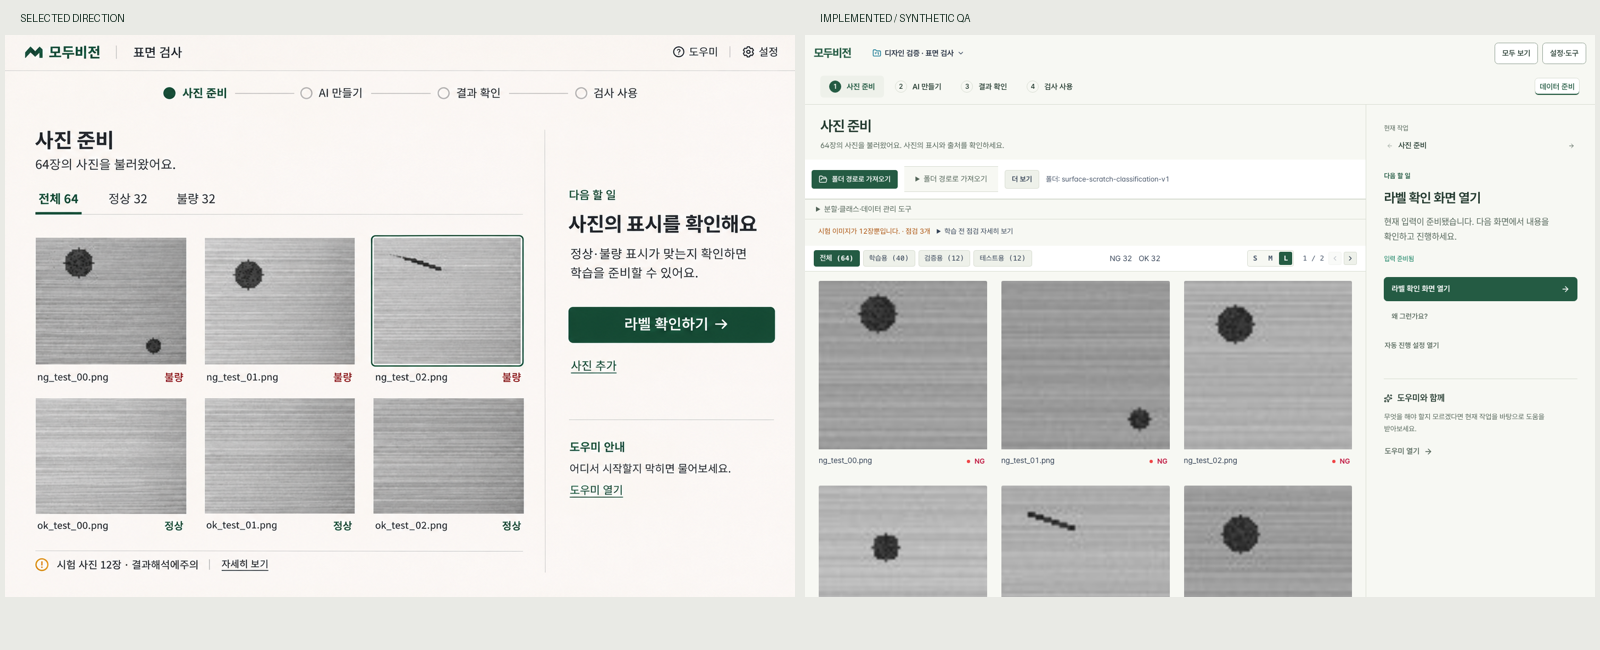 SELECTED DIRECTION
모두비전
표면 검사
도우미
설정
사진 준비
AI 만들기
결과 확인
검사 사용
사진 준비
64장의 사진을 불러왔어요.
전체 64
정상 32
불량 32
ng_test_00.png 불량
ng_test_01.png 불량
ng_test_02.png 불량
ok_test_00.png 정상
ok_test_01.png 정상
ok_test_02.png 정상
시험 사진 12장 · 결과해석에주의
자세히 보기
다음 할 일
사진의 표시를 확인해요
정상·불량 표시가 맞는지 확인하면
학습을 준비할 수 있어요.
라벨 확인하기 →
사진 추가
도우미 안내
어디서 시작할지 막히면 물어보세요.
도우미 열기
IMPLEMENTED / SYNTHETIC QA
모두비전
디자인 검증 · 표면 검사
모두 보기
설정·도구
1 사진 준비
2 AI 만들기
3 결과 확인
4 검사 사용
데이터 준비
사진 준비
64장의 사진을 불러왔어요. 사진의 표시와 출처를 확인하세요.
폴더 경로로 가져오기
▶ 폴더 경로로 가져오기
더 보기
폴더: surface-scratch-classification-v1
▶ 분할·클래스·데이터 관리 도구
시험 이미지가 12장뿐입니다. · 점검 3개 ▶ 학습 전 점검 자세히 보기
전체 (64)
학습용 (40)
검증용 (12)
테스트용 (12)
NG 32 OK 32
S M L
1 / 2
ng_test_00.png NG
ng_test_01.png NG
ng_test_02.png NG
현재 작업
← 사진 준비 →
다음 할 일
라벨 확인 화면 열기
현재 입력이 준비됐습니다. 다음 화면에서 내용을
확인하고 진행하세요.
입력 준비됨
라벨 확인 화면 열기 →
왜 그런가요?
자동 진행 설정 열기
도우미와 함께
무엇을 해야 할지 모르겠다면 현재 작업을 바탕으로 도움을
받아보세요.
도우미 열기 →